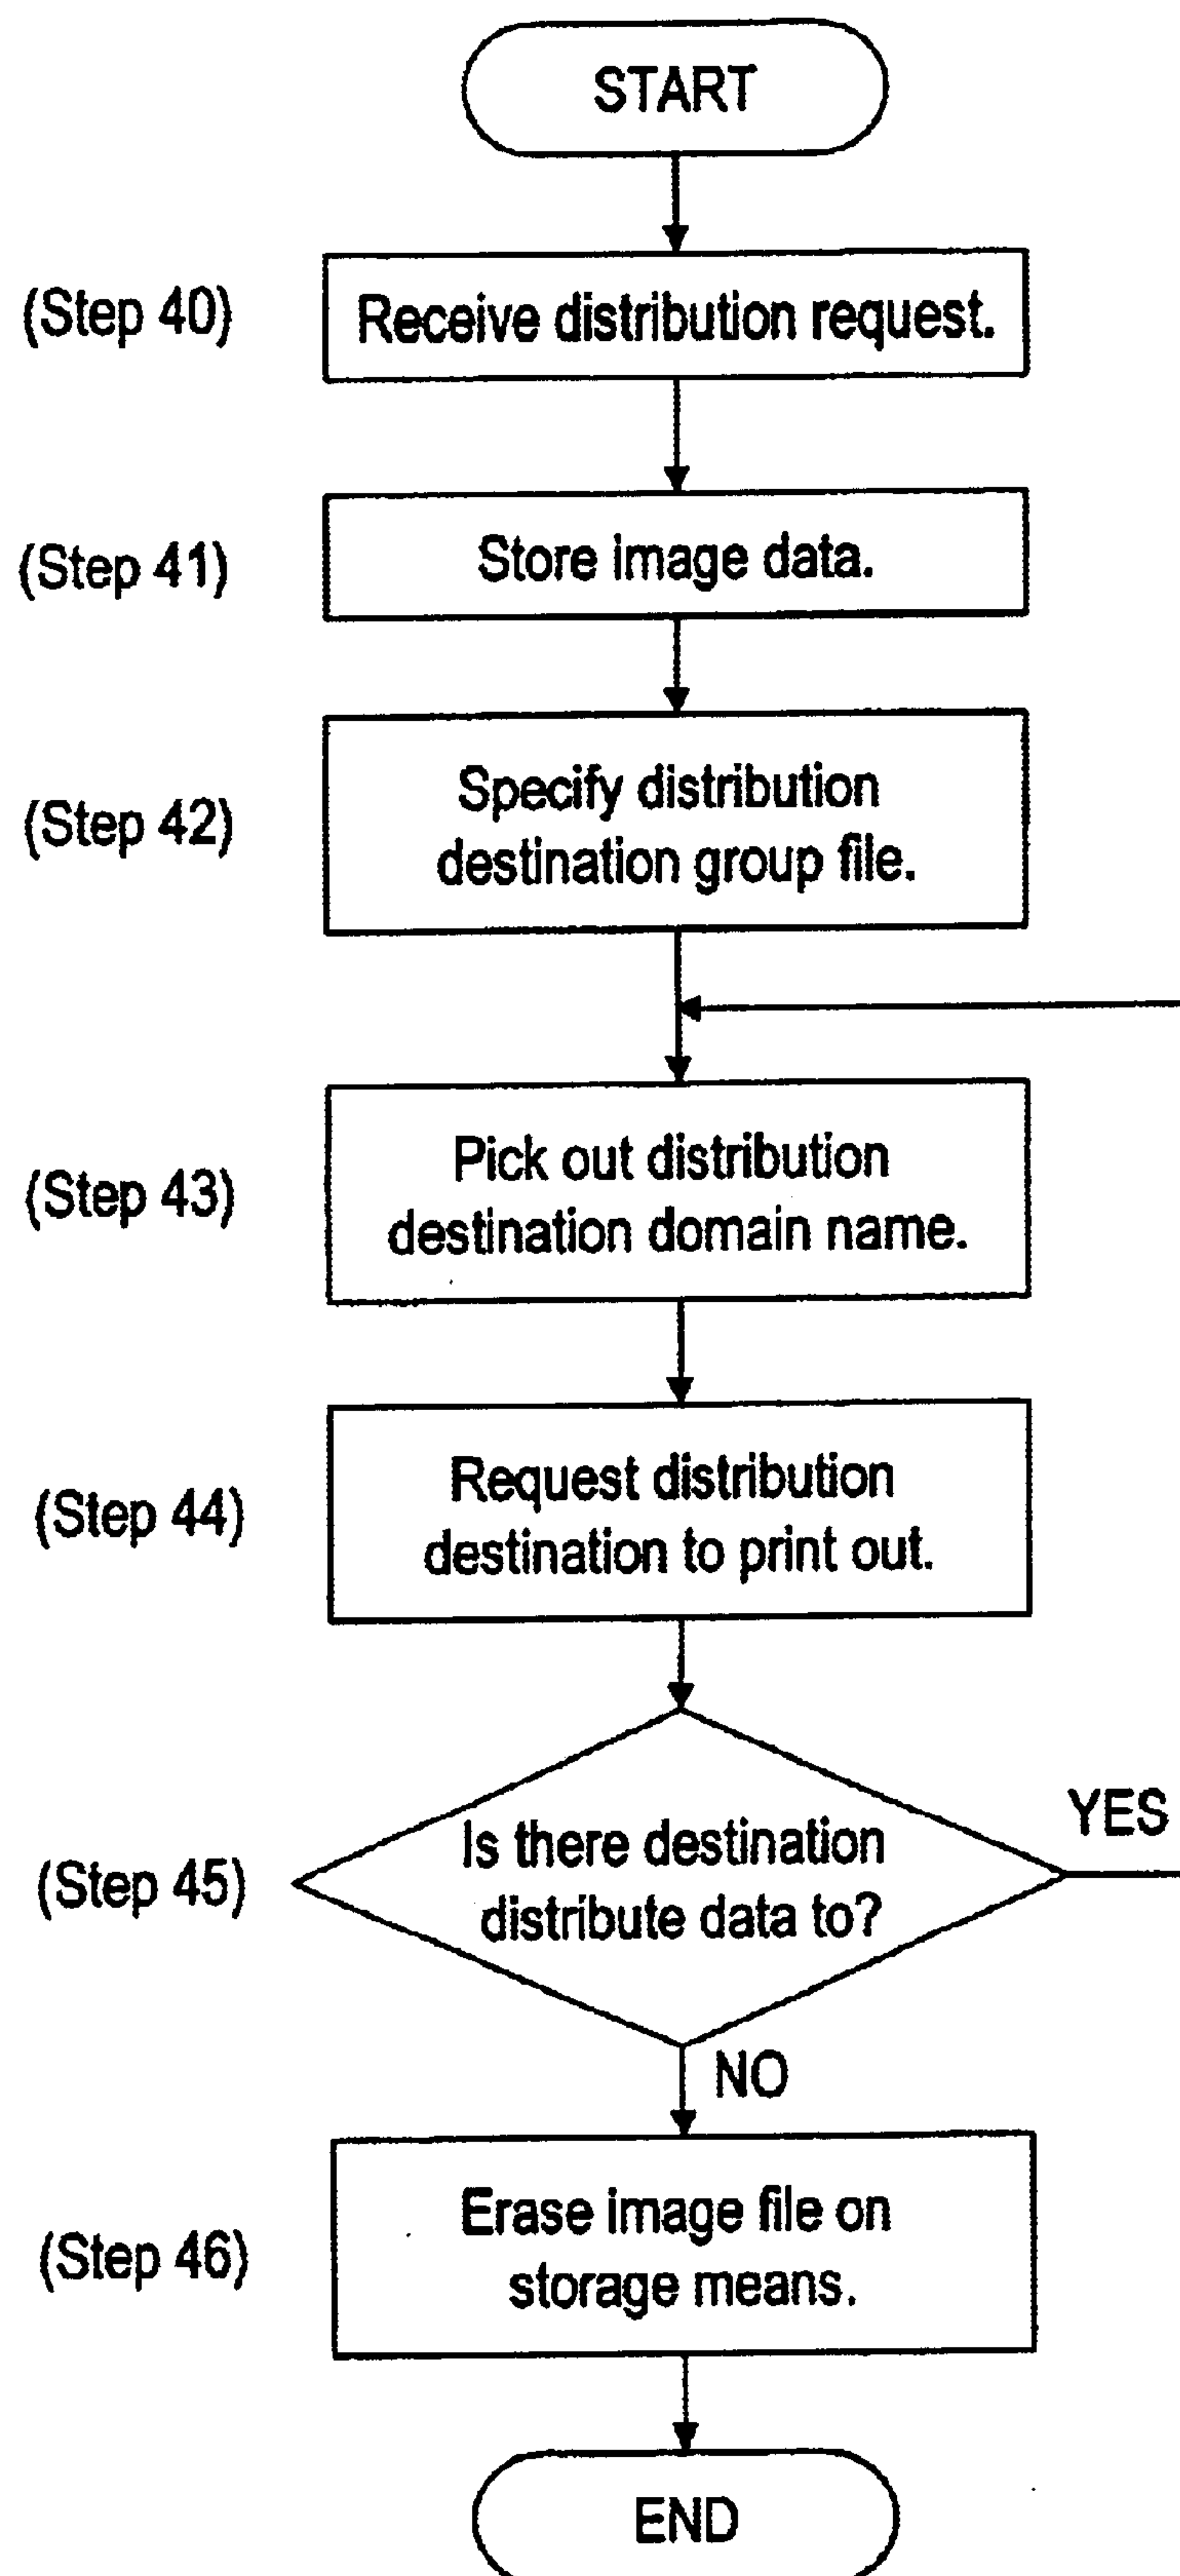 START
(Step 40)
Receive distribution request.
(Step 41)
Store image data.
(Step 42)
Specify distribution
destination group file.
(Step 43)
Pick out distribution
destination domain name.
(Step 44)
Request distribution
destination to print out.
(Step 45)
Is there destination
distribute data to?
YES
NO
(Step 46)
Erase image file on
storage means.
END